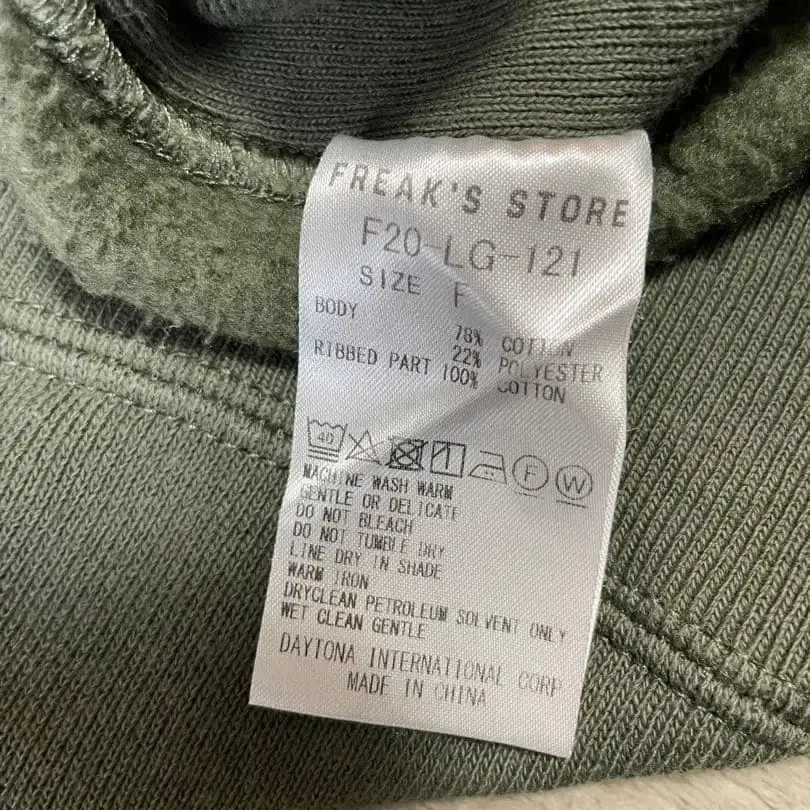 FREAK'S STORE
F20-LG-121
SIZE F
BODY
78% COTTON
22% POLYESTER
RIBBED PART 100% COTTON
40 F W
MACHINE WASH WARM
GENTLE OR DELICATE
DO NOT BLEACH
DO NOT TUMBLE DRY
LINE DRY IN SHADE
WARM IRON
DRYCLEAN PETROLEUM SOLVENT ONLY
WET CLEAN GENTLE
DAYTONA INTERNATIONAL CORP
MADE IN CHINA